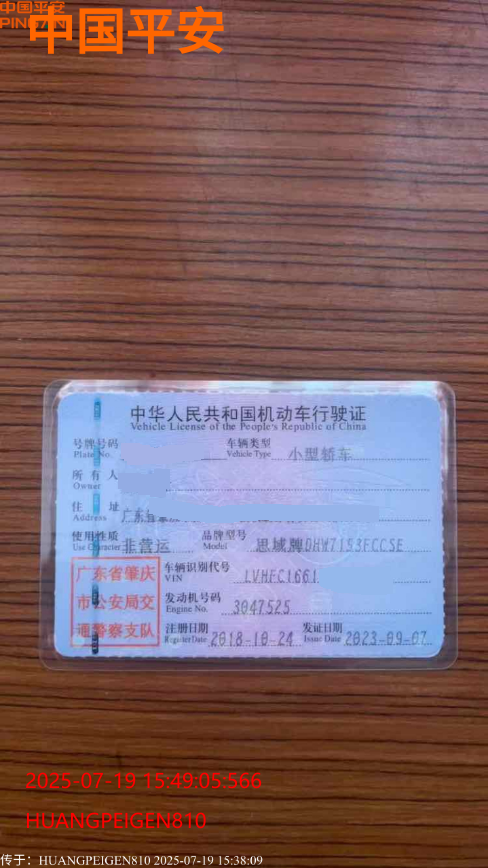 中国平安
PING AN
中国平安
中华人民共和国机动车行驶证
Vehicle License of the People's Republic of China
号牌号码
Plate No.
车辆类型
Vehicle Type
小型轿车
所有人
Owner
住址
Address
广东省
使用性质
Use Character
非营运
品牌型号
Model
思域牌DHW7153FCCSE
广东省肇庆
市公安局交
通警察支队
车辆识别代号
VIN
LVHFC1661
发动机号码
Engine No.
3047525
注册日期
Register Date
2018-10-24
发证日期
Issue Date
2023-09-07
2025-07-19 15:49:05:566
HUANGPEIGEN810
传于：HUANGPEIGEN810 2025-07-19 15:38:09